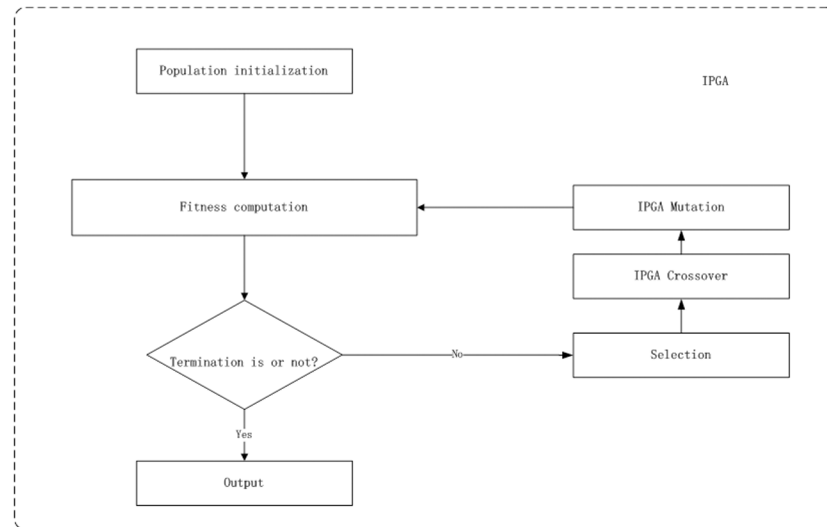 Population initialization
IPGA
Fitness computation
IPGA Mutation
IPGA Crossover
Termination is or not?
No
Selection
Yes
Output